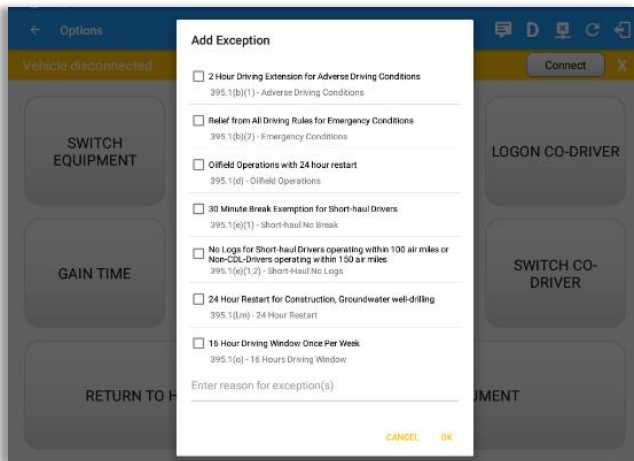 Options
D
Vehicle disconnected
Connect
X
SWITCH
EQUIPMENT
LOGON CO-DRIVER
GAIN TIME
SWITCH CO-
DRIVER
RETURN TO H
UMENT
Add Exception
2 Hour Driving Extension for Adverse Driving Conditions
395.1(b)(1) - Adverse Driving Conditions
Relief from All Driving Rules for Emergency Conditions
395.1(b)(2) - Emergency Conditions
Oilfield Operations with 24 hour restart
395.1(d) - Oilfield Operations
30 Minute Break Exemption for Short-haul Drivers
395.1(e)(1) - Short-haul No Break
No Logs for Short-haul Drivers operating within 100 air miles or
Non-CDL-Drivers operating within 150 air miles
395.1(e)(1,2) - Short-Haul No Logs
24 Hour Restart for Construction, Groundwater well-drilling
395.1(l,m) - 24 Hour Restart
16 Hour Driving Window Once Per Week
395.1(o) - 16 Hours Driving Window
Enter reason for exception(s)
CANCEL
OK